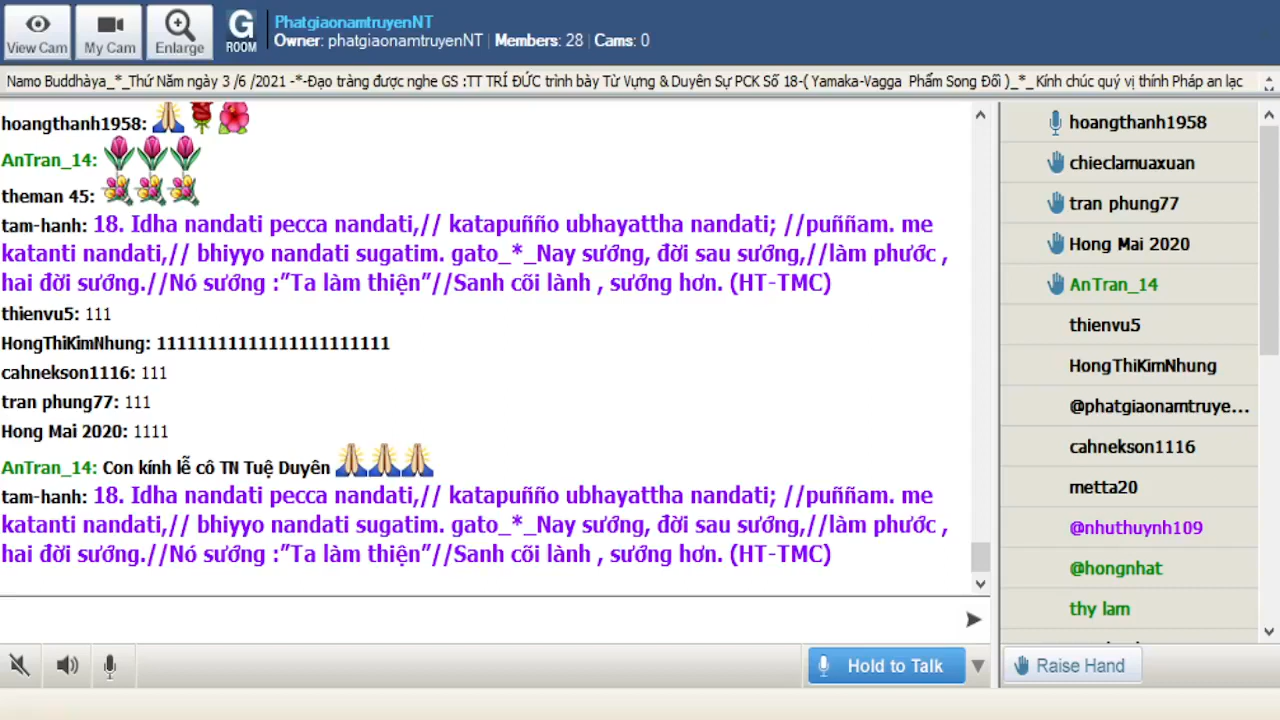 View Cam
My Cam
Enlarge
G
ROOM
PhatgiaonamtruyenNT
Owner: phatgiaonamtruyenNT | Members: 28 | Cams: 0
Namo Buddhàya_*_Thứ Năm ngày 3 /6 /2021 -*-Đạo tràng được nghe GS :TT TRÍ ĐỨC trình bày Từ Vựng & Duyên Sự PCK Số 18-( Yamaka-Vagga Phẩm Song Đối )_*_ Kính chúc quý vị thính Pháp an lạc
hoangthanh1958:
AnTran_14:
theman 45:
tam-hanh: 18. Idha nandati pecca nandati,// katapuñño ubhayattha nandati; //puññam. me
katanti nandati,// bhiyyo nandati sugatim. gato_*_Nay sướng, đời sau sướng,//làm phước ,
hai đời sướng.//Nó sướng :”Ta làm thiện”//Sanh cõi lành , sướng hơn. (HT-TMC)
thienvu5: 111
HongThiKimNhung: 11111111111111111111111
cahnekson1116: 111
tran phung77: 111
Hong Mai 2020: 1111
AnTran_14: Con kính lễ cô TN Tuệ Duyên
tam-hanh: 18. Idha nandati pecca nandati,// katapuñño ubhayattha nandati; //puññam. me
katanti nandati,// bhiyyo nandati sugatim. gato_*_Nay sướng, đời sau sướng,//làm phước ,
hai đời sướng.//Nó sướng :”Ta làm thiện”//Sanh cõi lành , sướng hơn. (HT-TMC)
Hold to Talk
hoangthanh1958
chieclamuaxuan
tran phung77
Hong Mai 2020
AnTran_14
thienvu5
HongThiKimNhung
@phatgiaonamtruye...
cahnekson1116
metta20
@nhuthuynh109
@hongnhat
thy lam
Raise Hand